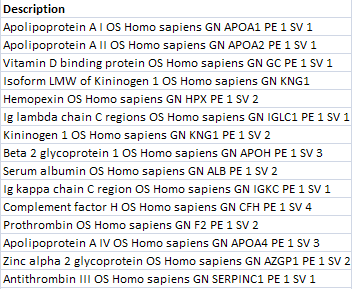 Description
Apolipoprotein A I OS Homo sapiens GN APOA1 PE 1 SV 1
Apolipoprotein A II OS Homo sapiens GN APOA2 PE 1 SV 1
Vitamin D binding protein OS Homo sapiens GN GC PE 1 SV 1
Isoform LMW of Kininogen 1 OS Homo sapiens GN KNG1
Hemopexin OS Homo sapiens GN HPX PE 1 SV 2
Ig lambda chain C regions OS Homo sapiens GN IGLC1 PE 1 SV 1
Kininogen 1 OS Homo sapiens GN KNG1 PE 1 SV 2
Beta 2 glycoprotein 1 OS Homo sapiens GN APOH PE 1 SV 3
Serum albumin OS Homo sapiens GN ALB PE 1 SV 2
Ig kappa chain C region OS Homo sapiens GN IGKC PE 1 SV 1
Complement factor H OS Homo sapiens GN CFH PE 1 SV 4
Prothrombin OS Homo sapiens GN F2 PE 1 SV 2
Apolipoprotein A IV OS Homo sapiens GN APOA4 PE 1 SV 3
Zinc alpha 2 glycoprotein OS Homo sapiens GN AZGP1 PE 1 SV 2
Antithrombin III OS Homo sapiens GN SERPINC1 PE 1 SV 1